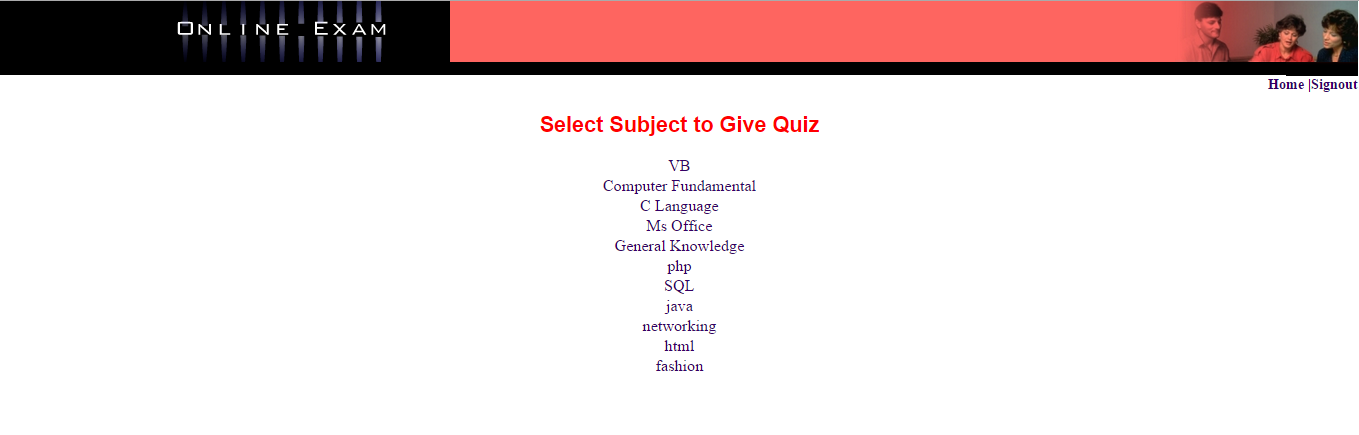 ONLINE EXAM
Home |Signout
Select Subject to Give Quiz
VB
Computer Fundamental
C Language
Ms Office
General Knowledge
php
SQL
java
networking
html
fashion